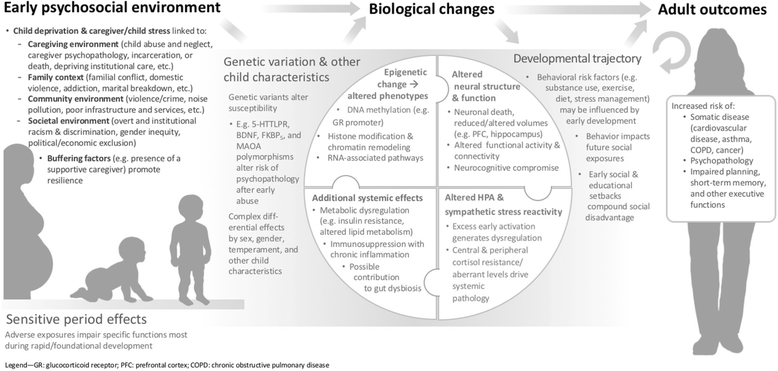 Early psychosocial environment
Biological changes
Adult outcomes
• Child deprivation & caregiver/child stress linked to:
– Caregiving environment (child abuse and neglect,
caregiver psychopathology, incarceration, or
death, depriving institutional care, etc.)
– Family context (familial conflict, domestic
violence, addiction, marital breakdown, etc.)
– Community environment (violence/crime, noise
pollution, poor infrastructure and services, etc.)
– Societal environment (overt and institutional
racism & discrimination, gender inequity,
political/economic exclusion)
• Buffering factors (e.g. presence of a
supportive caregiver) promote
resilience
Sensitive period effects
Adverse exposures impair specific functions most
during rapid/foundational development
Genetic variation & other
child characteristics
Genetic variants alter
susceptibility
• E.g. 5-HTTLPR,
BDNF, FKBP5, and
MAOA
polymorphisms
alter risk of
psychopathology
after early
abuse
Complex diff-
erential effects
by sex, gender,
temperament, and
other child
characteristics
Epigenetic
change →
altered phenotypes
• DNA methylation (e.g.
GR promoter)
• Histone modification &
chromatin remodeling
• RNA-associated pathways
Altered
neural structure
& function
• Neuronal death,
reduced/altered volumes
(e.g. PFC, hippocampus)
• Altered functional activity &
connectivity
• Neurocognitive compromise
Additional systemic effects
• Metabolic dysregulation
(e.g. insulin resistance,
altered lipid metabolism)
• Immunosuppression with
chronic inflammation
• Possible
contribution
to gut dysbiosis
Altered HPA &
sympathetic stress reactivity
• Excess early activation
generates dysregulation
• Central & peripheral
cortisol resistance/
aberrant levels drive
systemic
pathology
Developmental trajectory
• Behavioral risk factors (e.g.
substance use, exercise,
diet, stress management)
may be influenced by
early development
• Behavior impacts
future social
exposures
• Early social &
educational
setbacks
compound social
disadvantage
Increased risk of:
• Somatic disease
(cardiovascular
disease, asthma,
COPD, cancer)
• Psychopathology
• Impaired planning,
short-term memory,
and other executive
functions
Legend—GR: glucocorticoid receptor; PFC: prefrontal cortex; COPD: chronic obstructive pulmonary disease